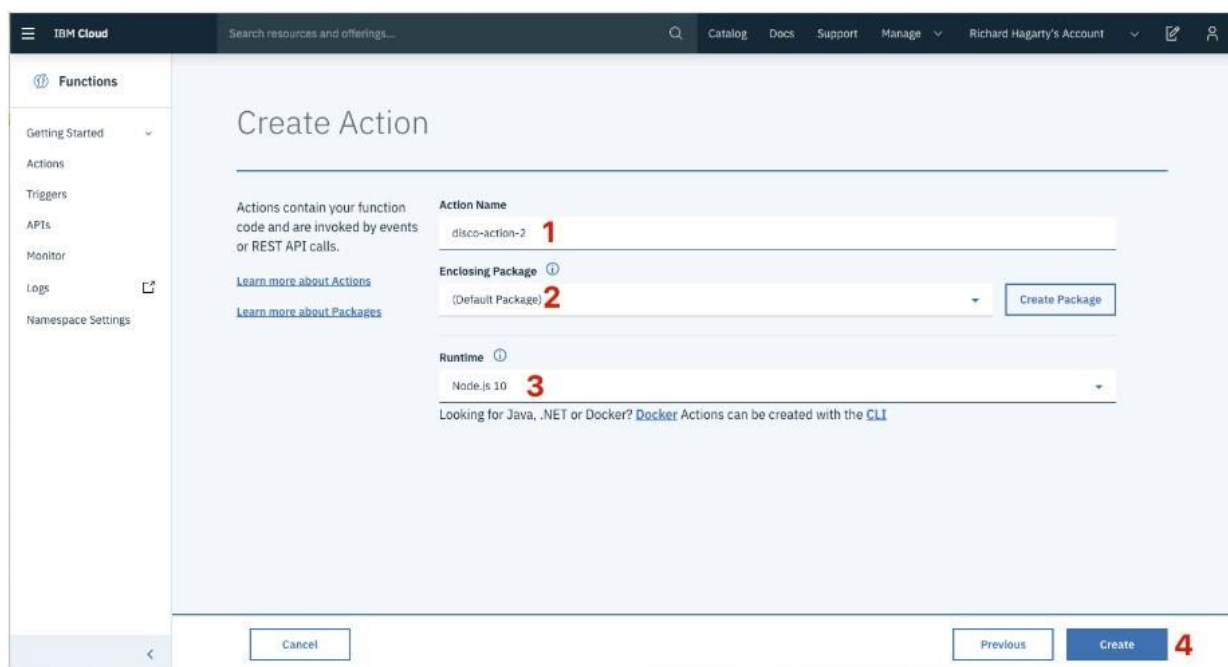 IBM Cloud
Search resources and offerings...
Catalog
Docs
Support
Manage
Richard Hagarty's Account
Functions
Getting Started
Actions
Triggers
APIs
Monitor
Logs
Namespace Settings
Create Action
Actions contain your function
code and are invoked by events
or REST API calls.
Learn more about Actions
Learn more about Packages
Action Name
disco-action-2 1
Enclosing Package
(Default Package) 2
Create Package
Runtime
Node.js 10 3
Looking for Java, .NET or Docker? Docker Actions can be created with the CLI
Cancel
Previous
Create 4